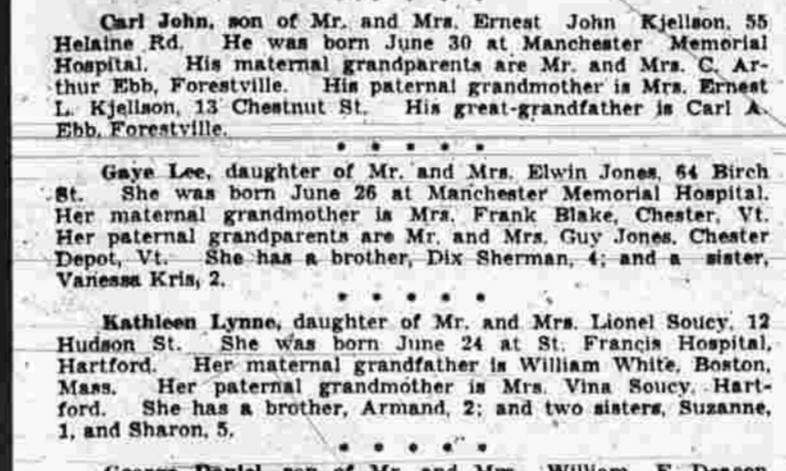 Carl John, son of Mr. and Mrs. Ernest John Kjellson, 55
Helaine Rd. He was born June 30 at Manchester Memorial
Hospital. His maternal grandparents are Mr. and Mrs. C. Ar-
thur Ebb, Forestville. His paternal grandmother is Mrs. Ernest
L. Kjellson, 13 Chestnut St. His great-grandfather is Carl A.
Ebb, Forestville.
* * * * *
Gaye Lee, daughter of Mr. and Mrs. Elwin Jones, 64 Birch
St. She was born June 26 at Manchester Memorial Hospital.
Her maternal grandmother is Mrs. Frank Blake, Chester, Vt.
Her paternal grandparents are Mr. and Mrs. Guy Jones, Chester
Depot, Vt. She has a brother, Dix Sherman, 4; and a sister,
Vanessa Kris, 2.
* * * * *
Kathleen Lynne, daughter of Mr. and Mrs. Lionel Soucy, 12
Hudson St. She was born June 24 at St. Francis Hospital,
Hartford. Her maternal grandfather is William White, Boston,
Mass. Her paternal grandmother is Mrs. Vina Soucy, Hart-
ford. She has a brother, Armand, 2; and two sisters, Suzanne,
1, and Sharon, 5.
* * * * *
George Daniel, son of Mr. and Mrs. William F.